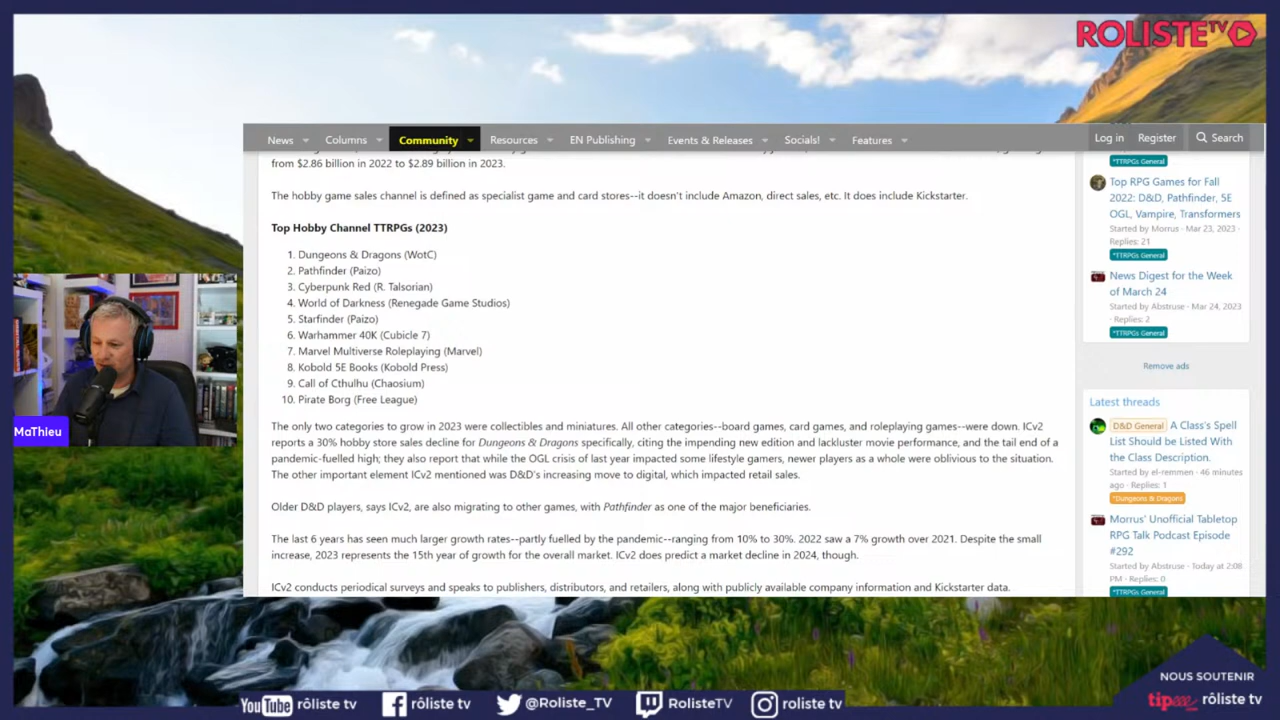 ROLISTE TV
News
Columns
Community
Resources
EN Publishing
Events & Releases
Socials!
Features
Log in
Register
Search
from $2.86 billion in 2022 to $2.89 billion in 2023.
The hobby game sales channel is defined as specialist game and card stores--it doesn't include Amazon, direct sales, etc. It does include Kickstarter.
Top Hobby Channel TTRPGs (2023)
1. Dungeons & Dragons (WotC)
2. Pathfinder (Paizo)
3. Cyberpunk Red (R. Talsorian)
4. World of Darkness (Renegade Game Studios)
5. Starfinder (Paizo)
6. Warhammer 40K (Cubicle 7)
7. Marvel Multiverse Roleplaying (Marvel)
8. Kobold 5E Books (Kobold Press)
9. Call of Cthulhu (Chaosium)
10. Pirate Borg (Free League)
The only two categories to grow in 2023 were collectibles and miniatures. All other categories--board games, card games, and roleplaying games--were down. ICv2
reports a 30% hobby store sales decline for Dungeons & Dragons specifically, citing the impending new edition and lackluster movie performance, and the tail end of a
pandemic-fuelled high; they also report that while the OGL crisis of last year impacted some lifestyle gamers, newer players as a whole were oblivious to the situation.
The other important element ICv2 mentioned was D&D's increasing move to digital, which impacted retail sales.
Older D&D players, says ICv2, are also migrating to other games, with Pathfinder as one of the major beneficiaries.
The last 6 years has seen much larger growth rates--partly fuelled by the pandemic--ranging from 10% to 30%. 2022 saw a 7% growth over 2021. Despite the small
increase, 2023 represents the 15th year of growth for the overall market. ICv2 does predict a market decline in 2024, though.
ICv2 conducts periodical surveys and speaks to publishers, distributors, and retailers, along with publicly available company information and Kickstarter data.
*TTRPGs General
Top RPG Games for Fall
2022: D&D, Pathfinder, 5E
OGL, Vampire, Transformers
Started by Morrus · Mar 23, 2023 ·
Replies: 21
*TTRPGs General
News Digest for the Week
of March 24
Started by Abstruse · Mar 24, 2023
· Replies: 2
*TTRPGs General
Remove ads
Latest threads
D&D General A Class's Spell
List Should be Listed With
the Class Description.
Started by el-remmen · 46 minutes
ago · Replies: 1
*Dungeons & Dragons
Morrus' Unofficial Tabletop
RPG Talk Podcast Episode
#292
Started by Abstruse · Today at 2:08
PM · Replies: 0
*TTRPGs General
MaThieu
NOUS SOUTENIR
tipeee rôliste tv
YouTube rôliste tv
rôliste tv
@Roliste_TV
RolisteTV
roliste tv